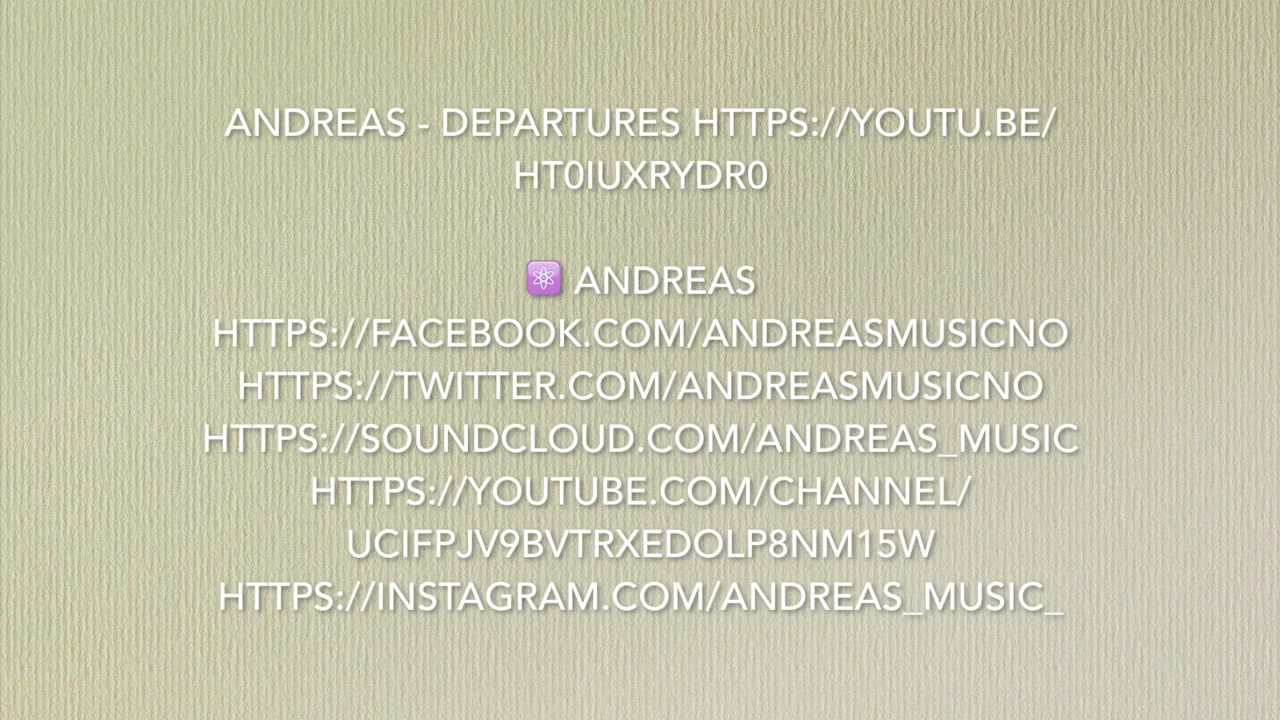 ANDREAS - DEPARTURES HTTPS://YOUTU.BE/
HT0IUXRYDR0
⚛ ANDREAS
HTTPS://FACEBOOK.COM/ANDREASMUSICNO
HTTPS://TWITTER.COM/ANDREASMUSICNO
HTTPS://SOUNDCLOUD.COM/ANDREAS_MUSIC
HTTPS://YOUTUBE.COM/CHANNEL/
UCIFPJV9BVTRXEDOLP8NM15W
HTTPS://INSTAGRAM.COM/ANDREAS_MUSIC_